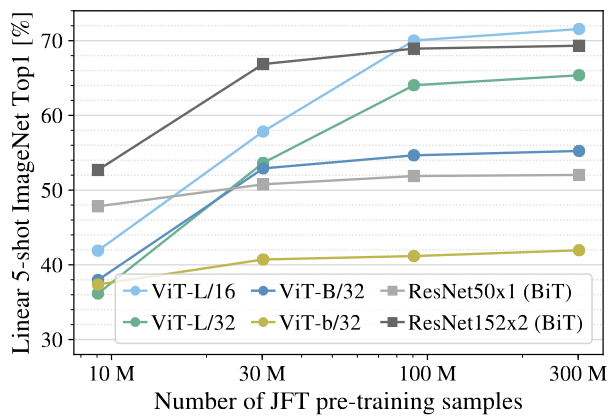 Linear 5-shot ImageNet Top1 [%]
70
60
50
40
30
ViT-L/16 ViT-B/32 ResNet50x1 (BiT)
ViT-L/32 ViT-b/32 ResNet152x2 (BiT)
10 M 30 M 100 M 300 M
Number of JFT pre-training samples